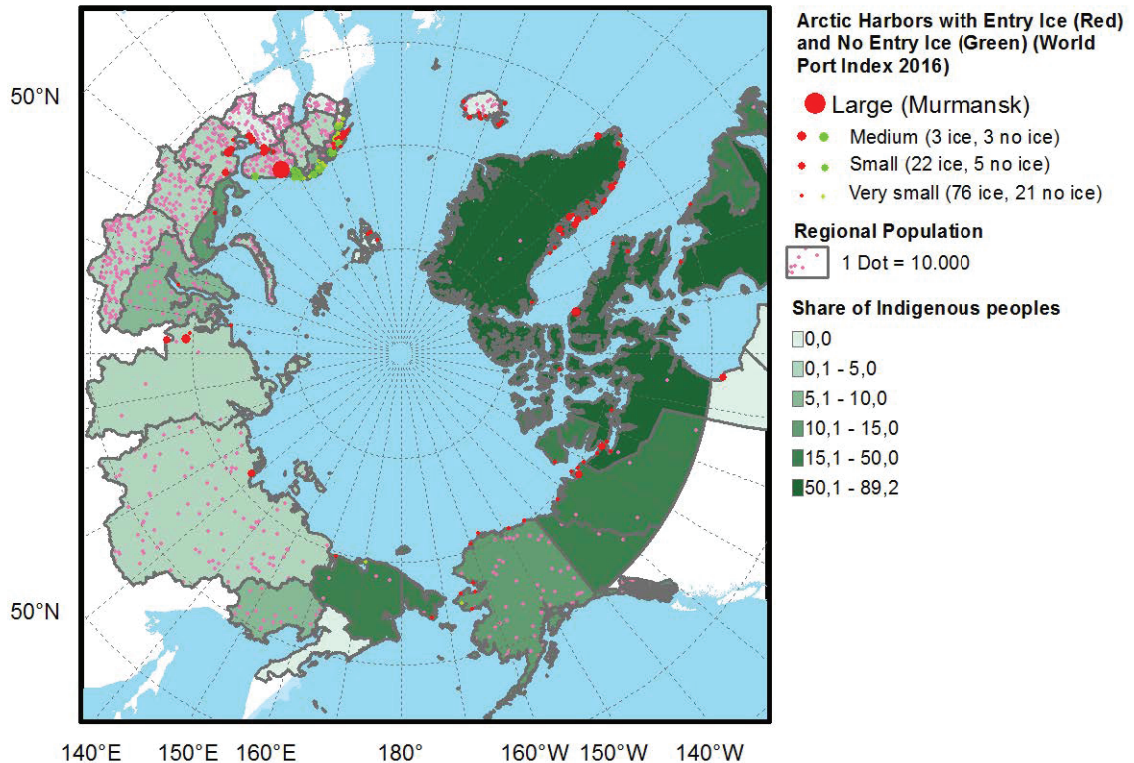 50°N
50°N
140°E 150°E 160°E 180° 160°W 150°W 140°W
Arctic Harbors with Entry Ice (Red)
and No Entry Ice (Green) (World
Port Index 2016)
Large (Murmansk)
Medium (3 ice, 3 no ice)
Small (22 ice, 5 no ice)
Very small (76 ice, 21 no ice)
Regional Population
1 Dot = 10.000
Share of Indigenous peoples
0,0
0,1 - 5,0
5,1 - 10,0
10,1 - 15,0
15,1 - 50,0
50,1 - 89,2